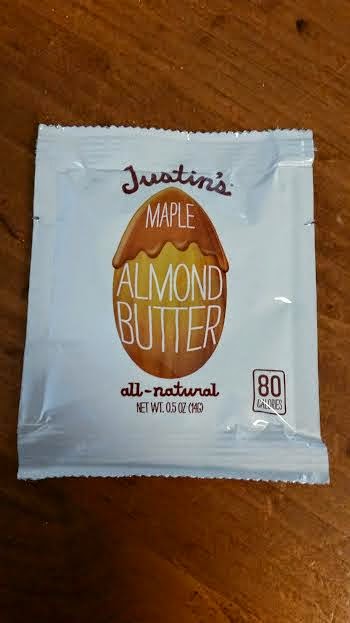 Justin's
MAPLE
ALMOND
BUTTER
all-natural
NET WT. 0.5 OZ (14G)
80
CALORIES